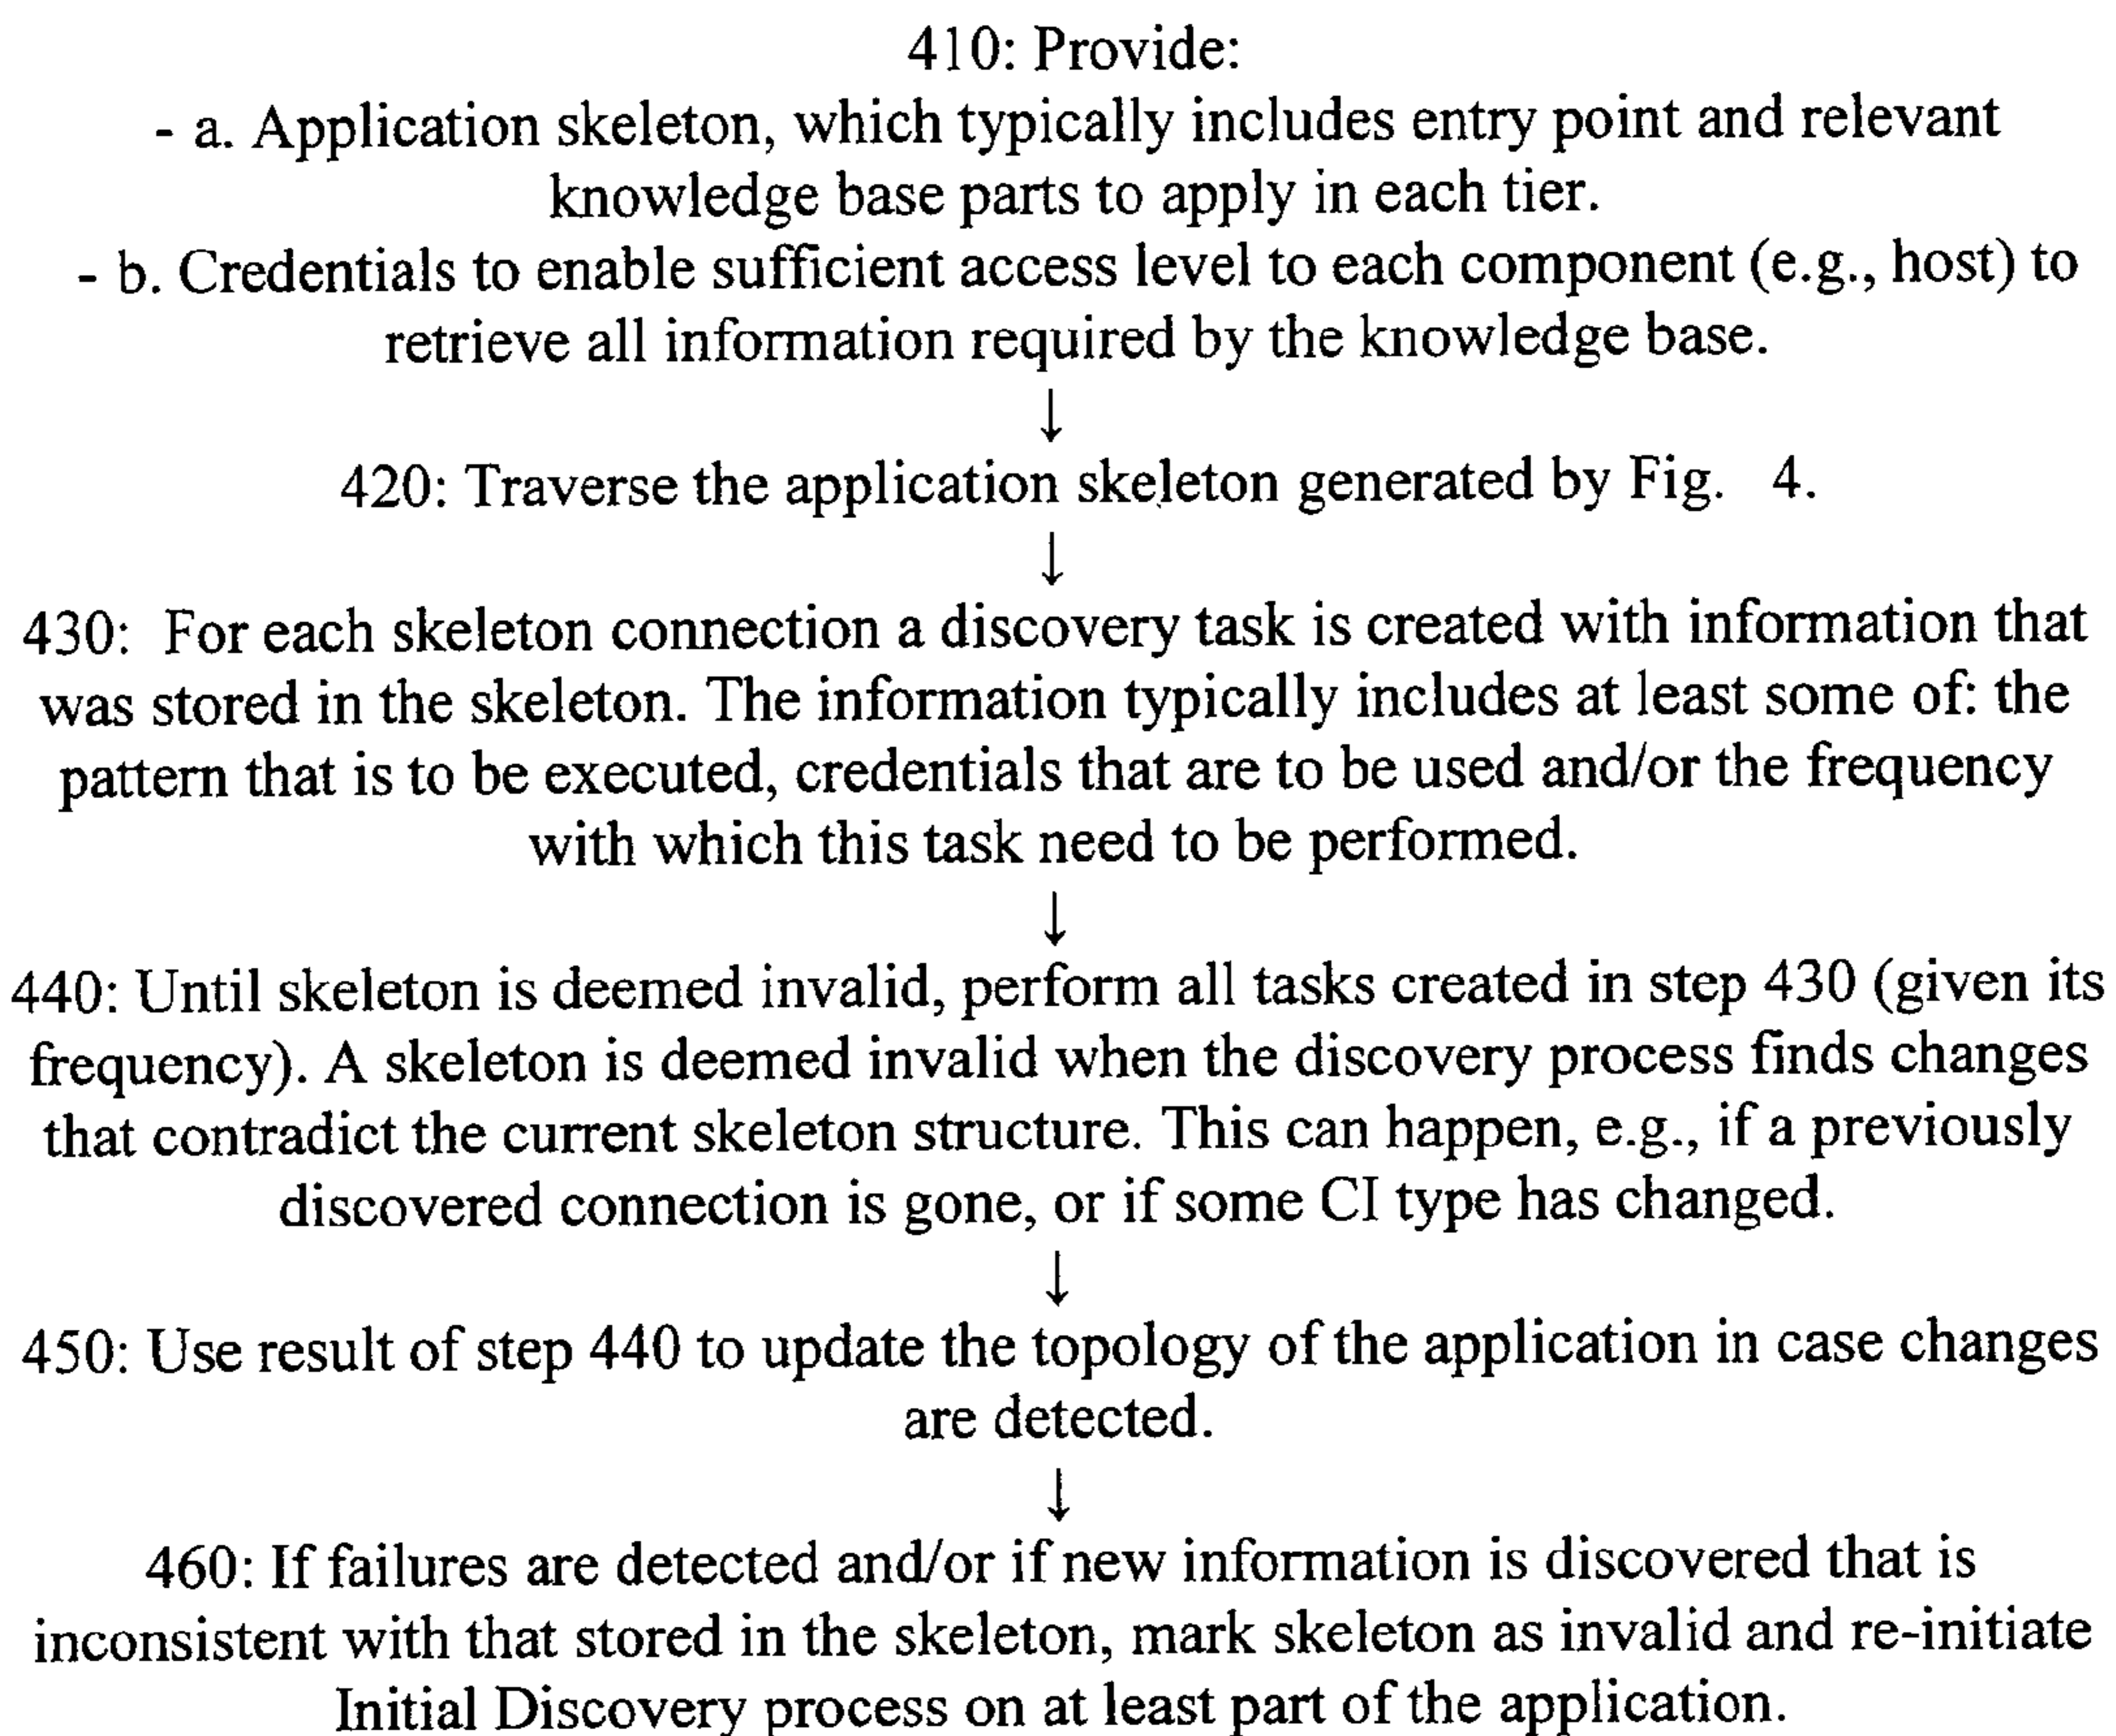 410: Provide:
- a. Application skeleton, which typically includes entry point and relevant
knowledge base parts to apply in each tier.
- b. Credentials to enable sufficient access level to each component (e.g., host) to
retrieve all information required by the knowledge base.
↓
420: Traverse the application skeleton generated by Fig. 4.
↓
430: For each skeleton connection a discovery task is created with information that
was stored in the skeleton. The information typically includes at least some of: the
pattern that is to be executed, credentials that are to be used and/or the frequency
with which this task need to be performed.
↓
440: Until skeleton is deemed invalid, perform all tasks created in step 430 (given its
frequency). A skeleton is deemed invalid when the discovery process finds changes
that contradict the current skeleton structure. This can happen, e.g., if a previously
discovered connection is gone, or if some CI type has changed.
↓
450: Use result of step 440 to update the topology of the application in case changes
are detected.
↓
460: If failures are detected and/or if new information is discovered that is
inconsistent with that stored in the skeleton, mark skeleton as invalid and re-initiate
Initial Discovery process on at least part of the application.